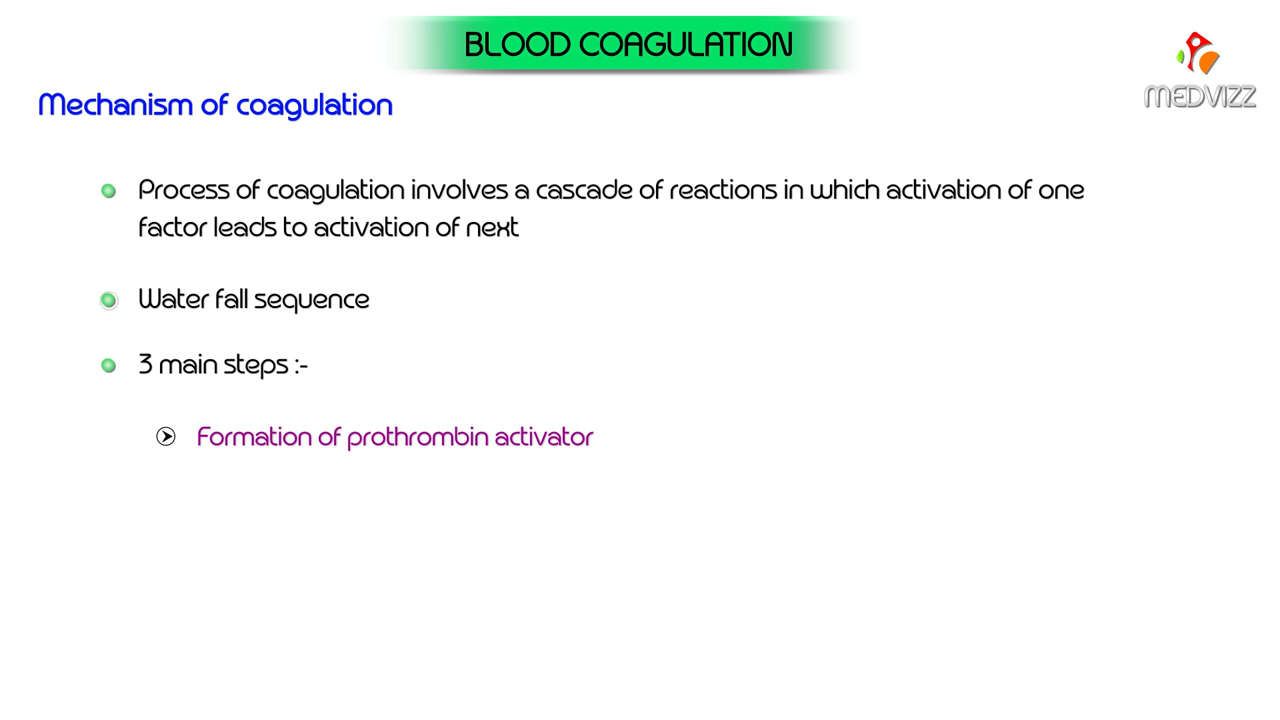 BLOOD COAGULATION
MEDVIZZ
Mechanism of coagulation
Process of coagulation involves a cascade of reactions in which activation of one
factor leads to activation of next
Water fall sequence
3 main steps :-
Formation of prothrombin activator